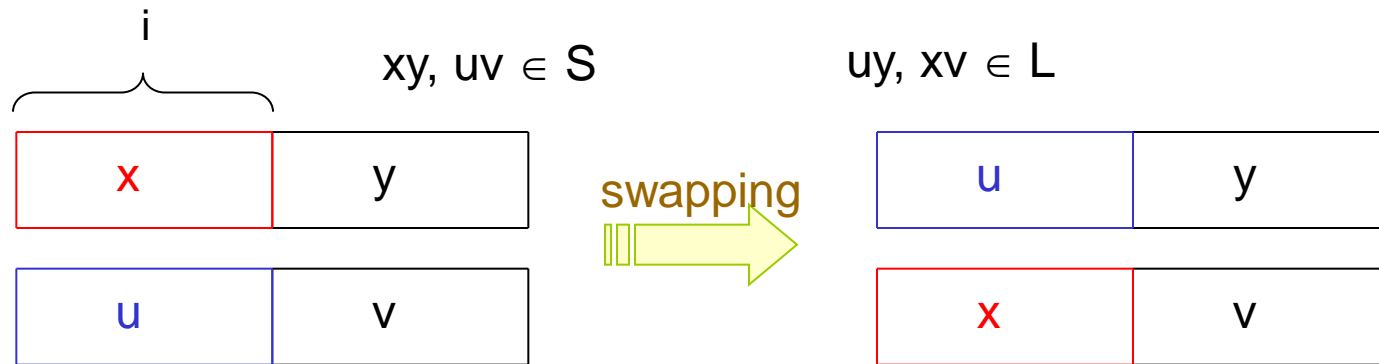 i
xy, uv ∈ S
uy, xv ∈ L
x y
u y
swapping
u v
x v